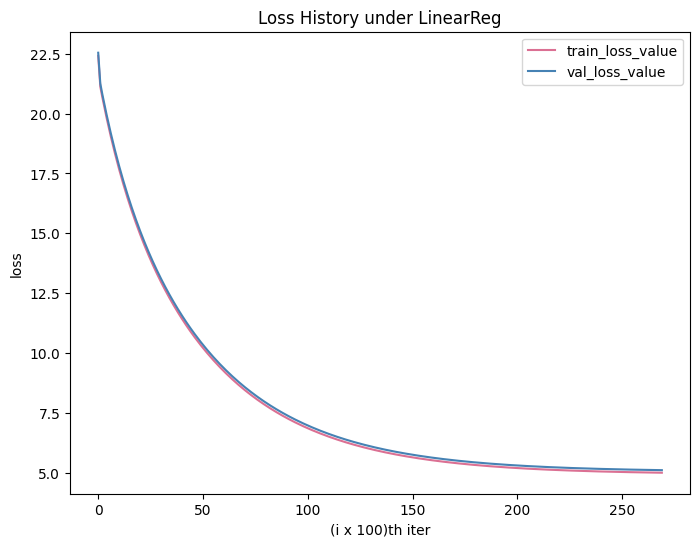 Loss History under LinearReg
train_loss_value
val_loss_value
22.5
20.0
17.5
15.0
12.5
10.0
7.5
5.0
loss
0
50
100
150
200
250
(i x 100)th iter